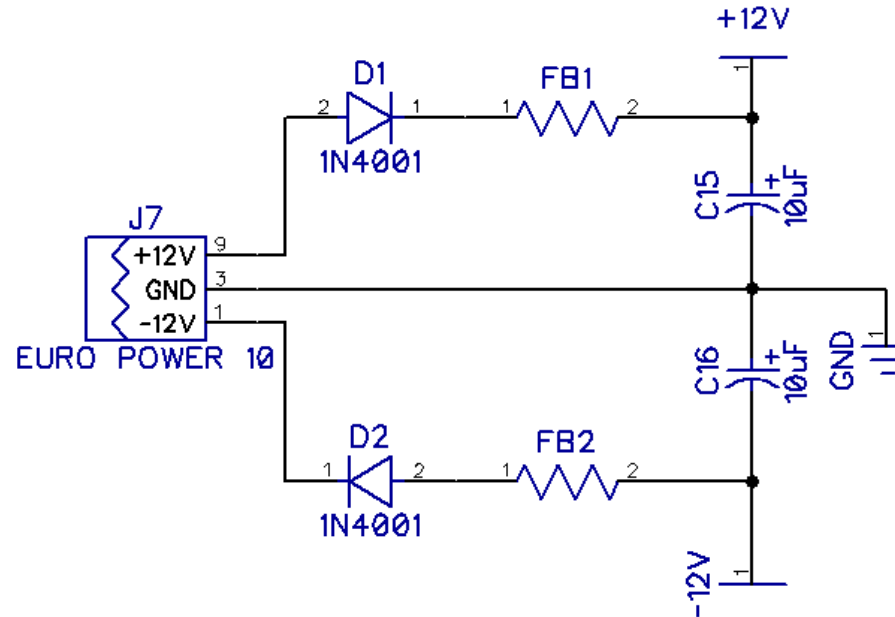 +12V
1
D1
2
1
1N4001
FB1
1
2
C15
+
10uF
J7
+12V
9
GND
3
-12V
1
EURO POWER 10
C16
+
10uF
GND
1
D2
1
2
1N4001
FB2
1
2
-12V
1